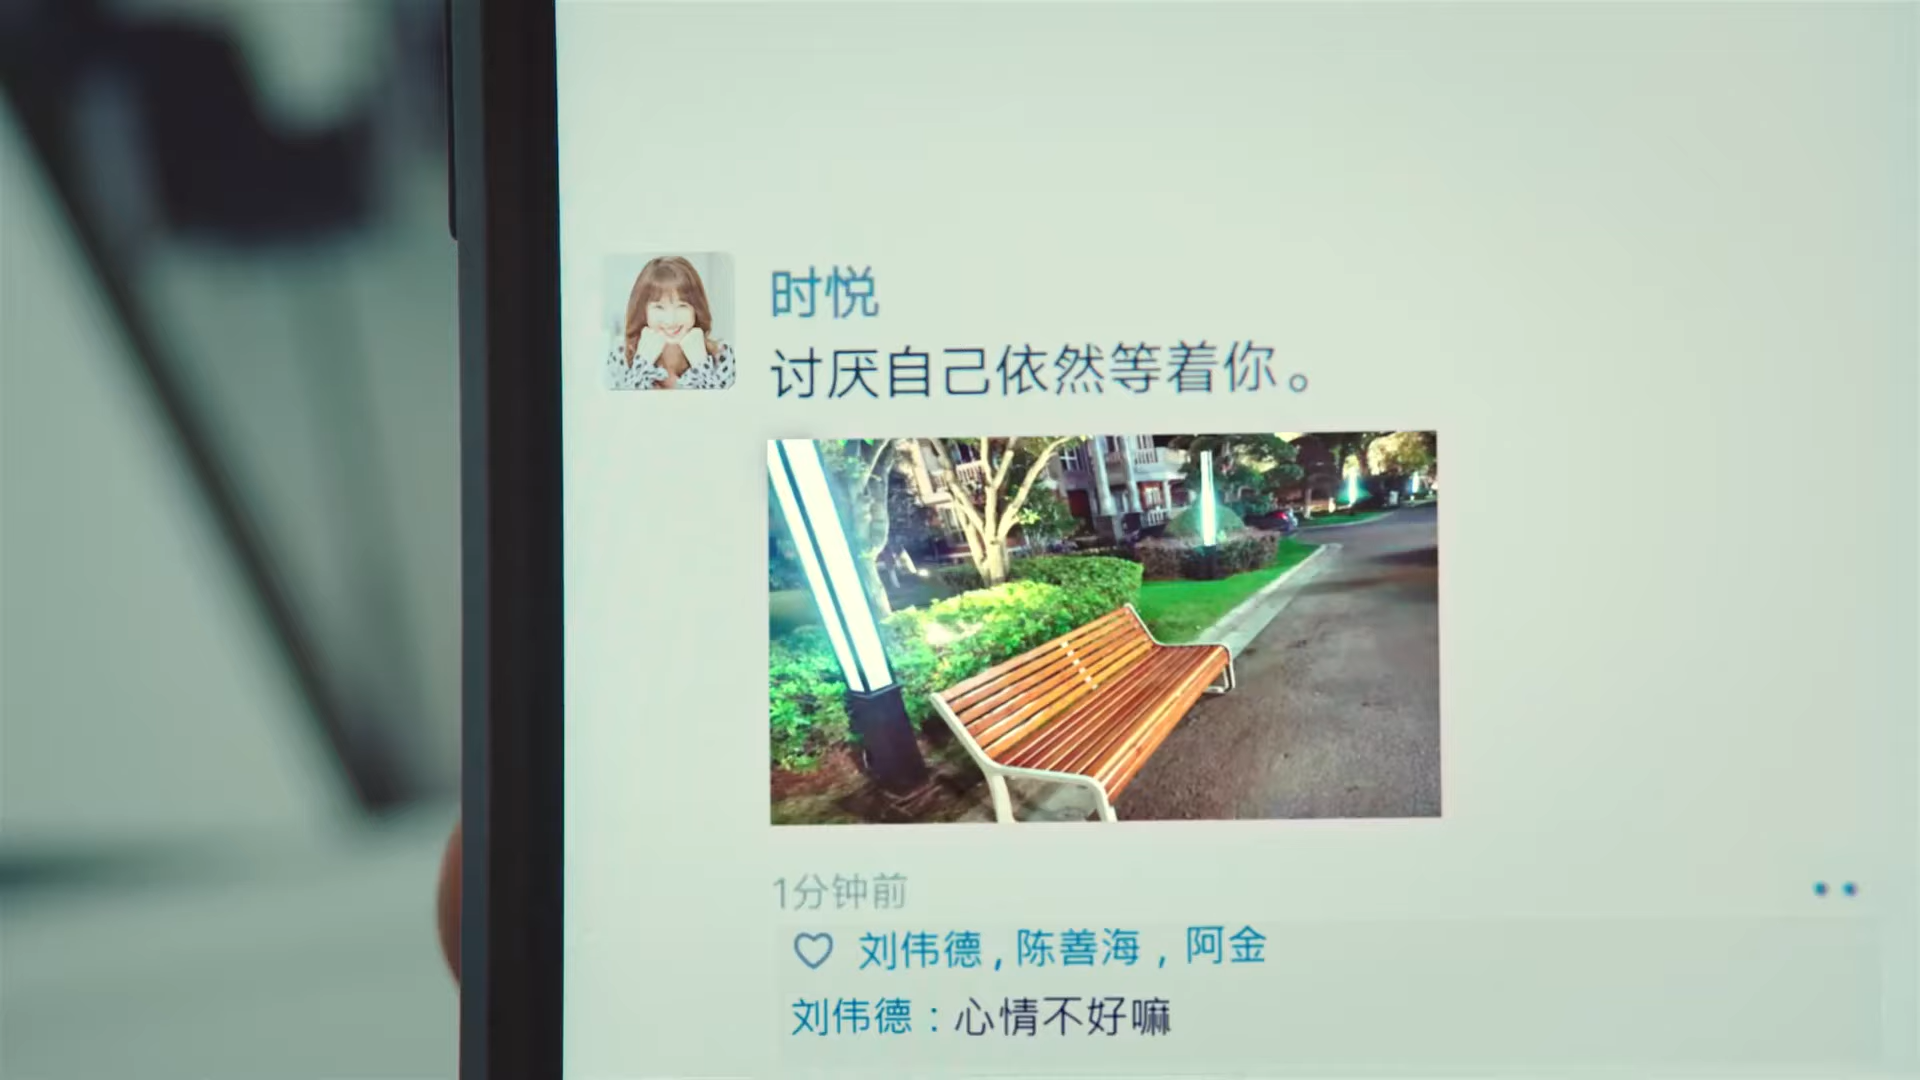 时悦
讨厌自己依然等着你。
1分钟前
刘伟德,陈善海,阿金
刘伟德:心情不好嘛